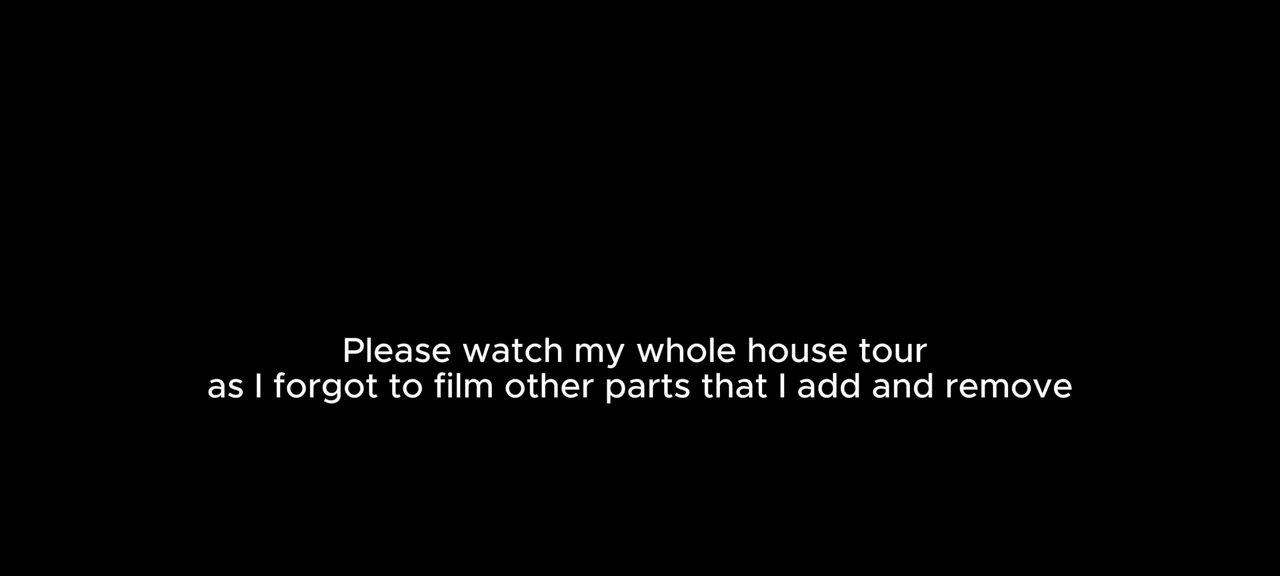 Please watch my whole house tour
as I forgot to film other parts that I add and remove